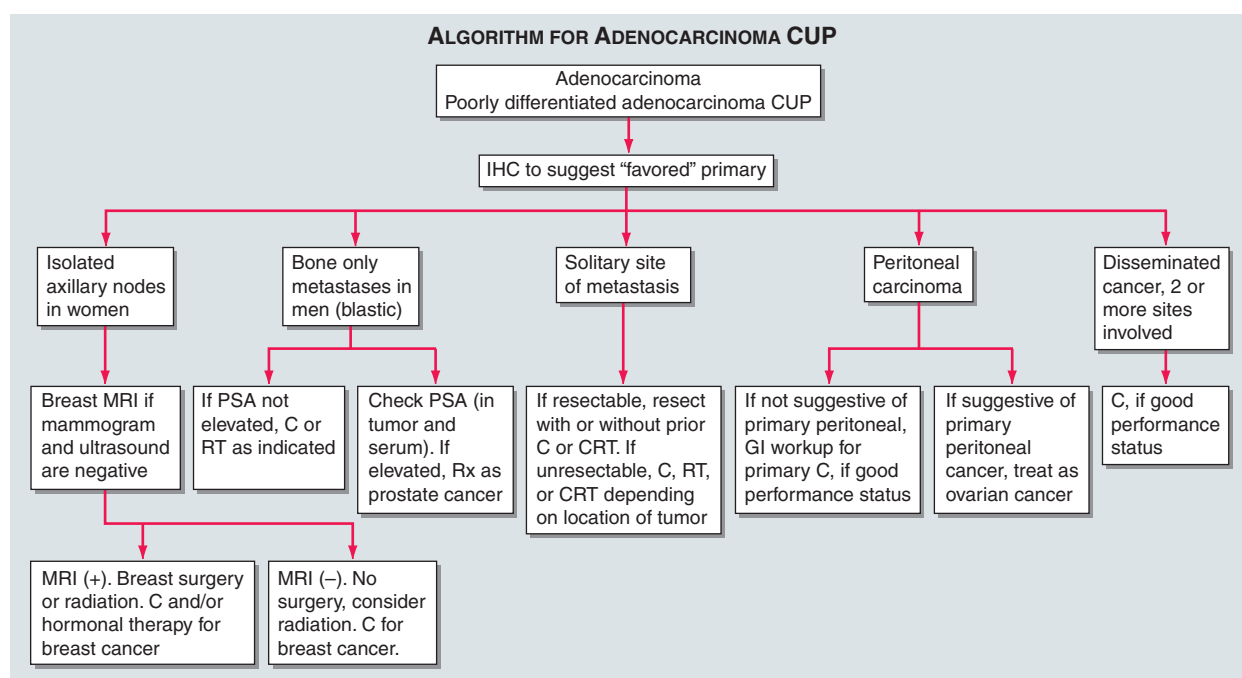 ALGORITHM FOR ADENOCARCINOMA CUP
Adenocarcinoma
Poorly differentiated adenocarcinoma CUP
IHC to suggest “favored” primary
Isolated
axillary nodes
in women
Bone only
metastases in
men (blastic)
Solitary site
of metastasis
Peritoneal
carcinoma
Disseminated
cancer, 2 or
more sites
involved
Breast MRI if
mammogram
and ultrasound
are negative
If PSA not
elevated, C or
RT as indicated
Check PSA (in
tumor and
serum). If
elevated, Rx as
prostate cancer
If resectable, resect
with or without prior
C or CRT. If
unresectable, C, RT,
or CRT depending
on location of tumor
If not suggestive of
primary peritoneal,
GI workup for
primary C, if good
performance status
If suggestive of
primary
peritoneal
cancer, treat as
ovarian cancer
C, if good
performance
status
MRI (+). Breast surgery
or radiation. C and/or
hormonal therapy for
breast cancer
MRI (–). No
surgery, consider
radiation. C for
breast cancer.